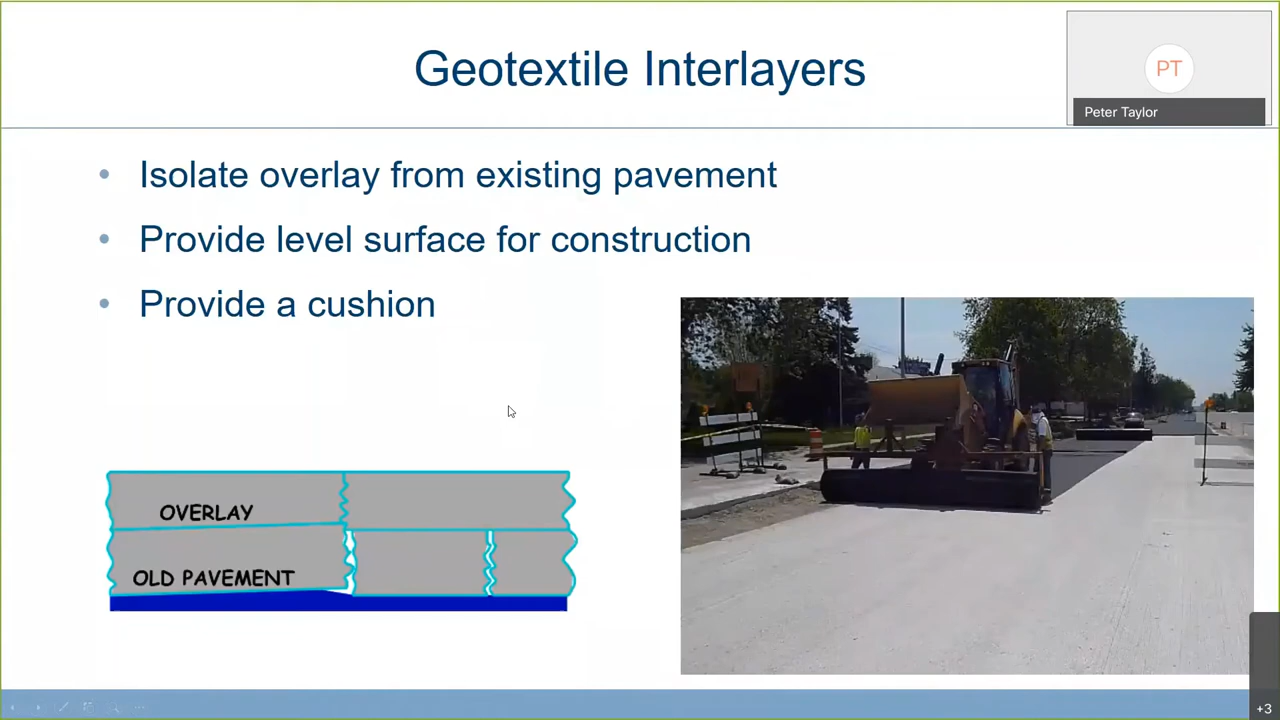 Geotextile Interlayers
PT
Peter Taylor
• Isolate overlay from existing pavement
• Provide level surface for construction
• Provide a cushion
OVERLAY
OLD PAVEMENT
+3